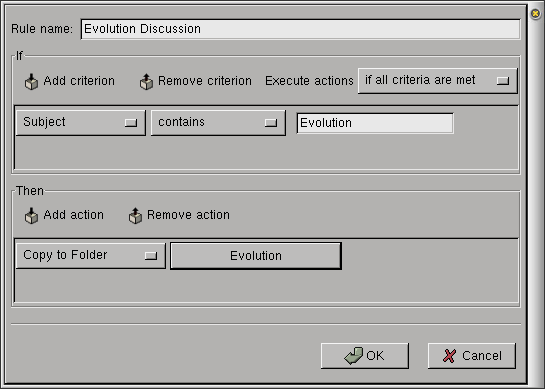 Rule name: Evolution Discussion
If
Add criterion Remove criterion Execute actions if all criteria are met
Subject contains Evolution
Then
Add action Remove action
Copy to Folder Evolution
OK Cancel